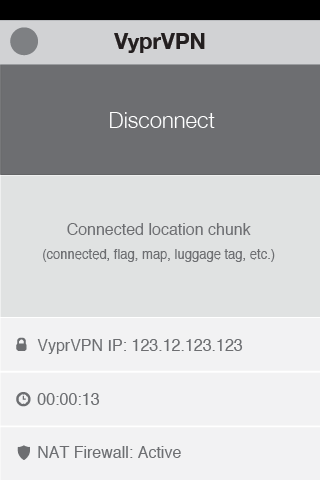 VyprVPN
Disconnect
Connected location chunk
(connected, flag, map, luggage tag, etc.)
VyprVPN IP: 123.12.123.123
00:00:13
NAT Firewall: Active